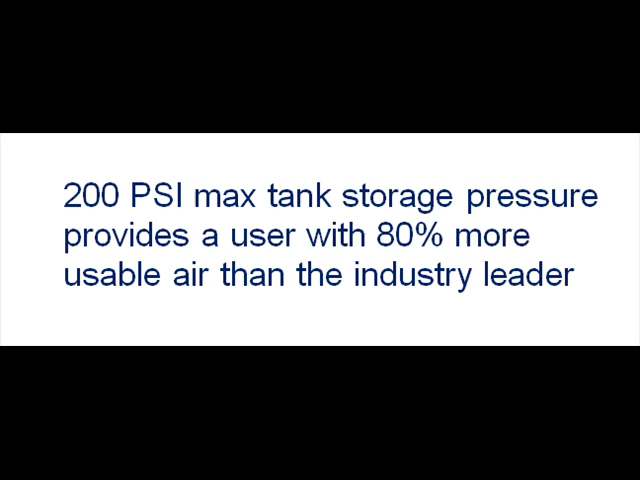 200 PSI max tank storage pressure
provides a user with 80% more
usable air than the industry leader